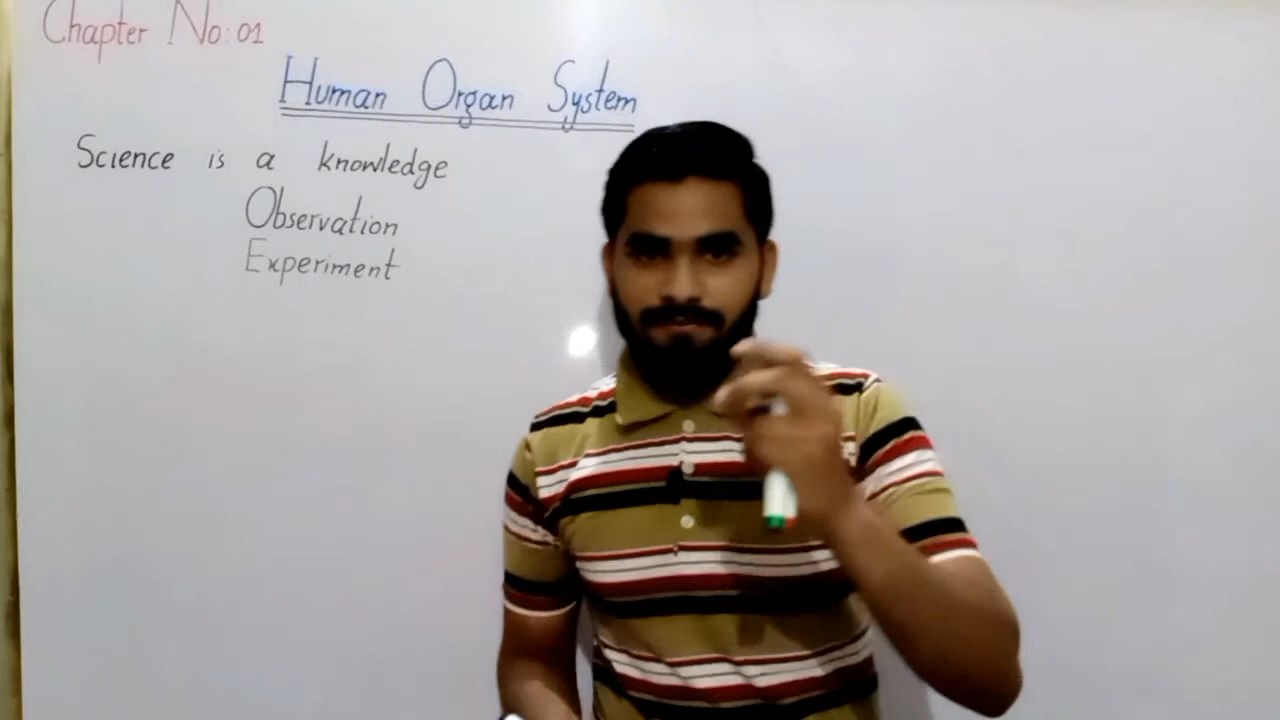 Chapter No: 01
Human Organ System
Science is a knowledge
Observation
Experiment